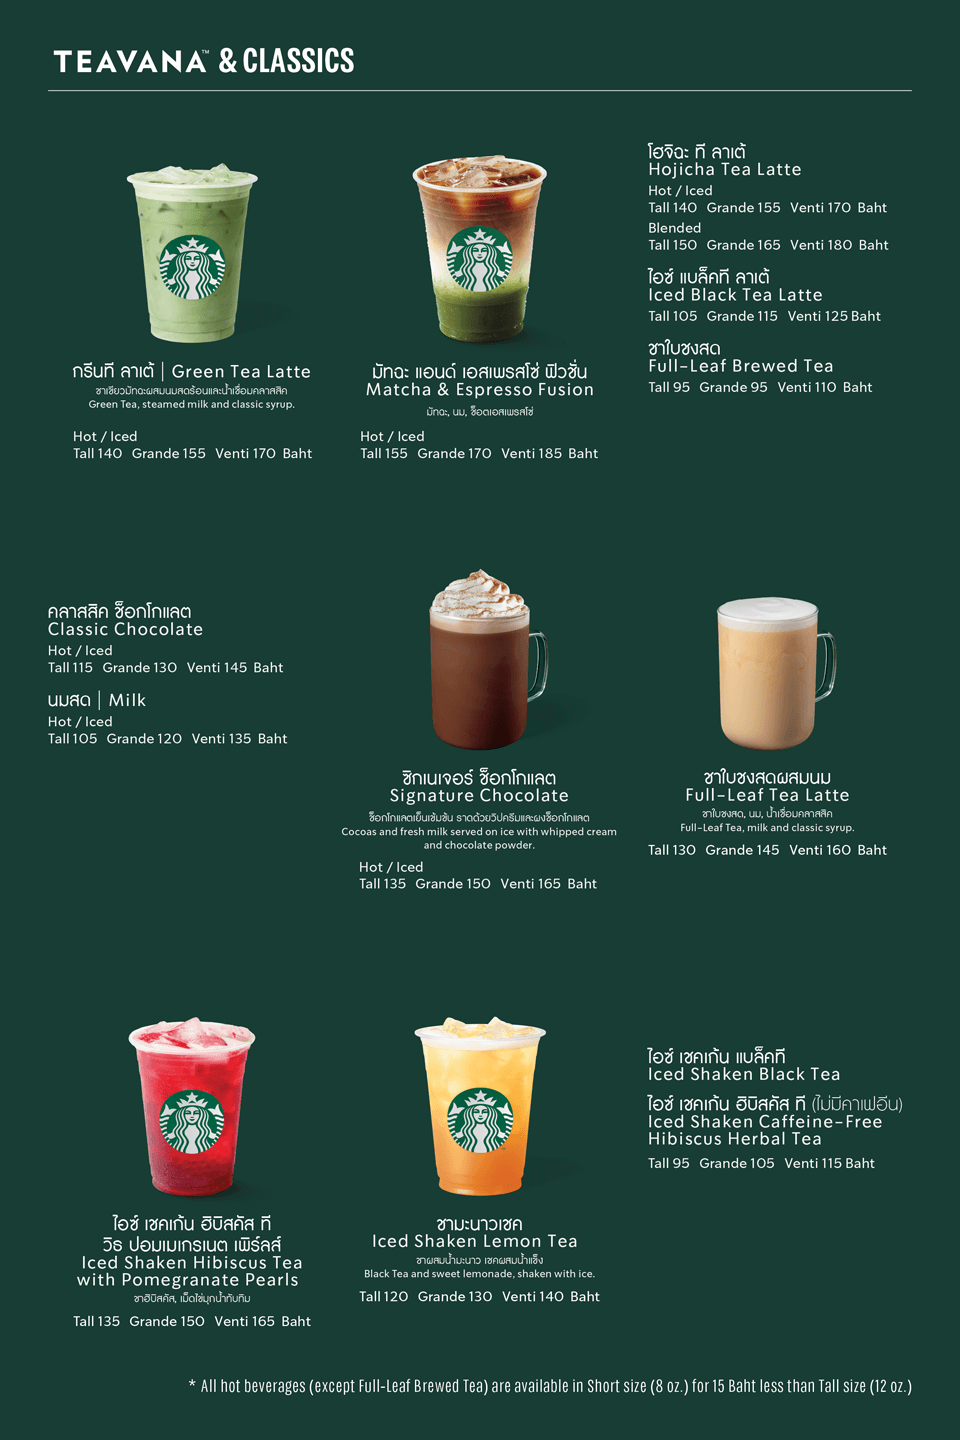 TEAVANA™ & CLASSICS
กรีนที ลาเต้ | Green Tea Latte
ชาเขียวมัทฉะผสมนมสดร้อนและน้ำเชื่อมคลาสสิค
Green Tea, steamed milk and classic syrup.
Hot / Iced
Tall 140 Grande 155 Venti 170 Baht
มัทฉะ แอนด์ เอสเพรสโซ่ ฟิวชั่น
Matcha & Espresso Fusion
มัทฉะ, นม, ช็อตเอสเพรสโซ่
Hot / Iced
Tall 155 Grande 170 Venti 185 Baht
โฮจิฉะ ที ลาเต้
Hojicha Tea Latte
Hot / Iced
Tall 140 Grande 155 Venti 170 Baht
Blended
Tall 150 Grande 165 Venti 180 Baht
ไอซ์ แบล็คที ลาเต้
Iced Black Tea Latte
Tall 105 Grande 115 Venti 125 Baht
ชาใบชงสด
Full-Leaf Brewed Tea
Tall 95 Grande 95 Venti 110 Baht
คลาสสิค ช็อกโกแลต
Classic Chocolate
Hot / Iced
Tall 115 Grande 130 Venti 145 Baht
นมสด | Milk
Hot / Iced
Tall 105 Grande 120 Venti 135 Baht
ซิกเนเจอร์ ช็อกโกแลต
Signature Chocolate
ช็อกโกแลตเย็นเข้มข้น ราดด้วยวิปครีมและผงช็อกโกแลต
Cocoas and fresh milk served on ice with whipped cream
and chocolate powder.
Hot / Iced
Tall 135 Grande 150 Venti 165 Baht
ชาใบชงสดผสมนม
Full-Leaf Tea Latte
ชาใบชงสด, นม, น้ำเชื่อมคลาสสิค
Full-Leaf Tea, milk and classic syrup.
Tall 130 Grande 145 Venti 160 Baht
ไอซ์ เชคเก้น ฮิบิสคัส ที
วิธ ปอมเมเกรเนต เพิร์ลส์
Iced Shaken Hibiscus Tea
with Pomegranate Pearls
ชาฮิบิสคัส, เม็ดไข่มุกน้ำทับทิม
Tall 135 Grande 150 Venti 165 Baht
ชามะนาวเชค
Iced Shaken Lemon Tea
ชาผสมน้ำมะนาว เชคผสมน้ำแข็ง
Black Tea and sweet lemonade, shaken with ice.
Tall 120 Grande 130 Venti 140 Baht
ไอซ์ เชคเก้น แบล็คที
Iced Shaken Black Tea
ไอซ์ เชคเก้น ฮิบิสคัส ที (ไม่มีคาเฟอีน)
Iced Shaken Caffeine-Free
Hibiscus Herbal Tea
Tall 95 Grande 105 Venti 115 Baht
* All hot beverages (except Full-Leaf Brewed Tea) are available in Short size (8 oz.) for 15 Baht less than Tall size (12 oz.)